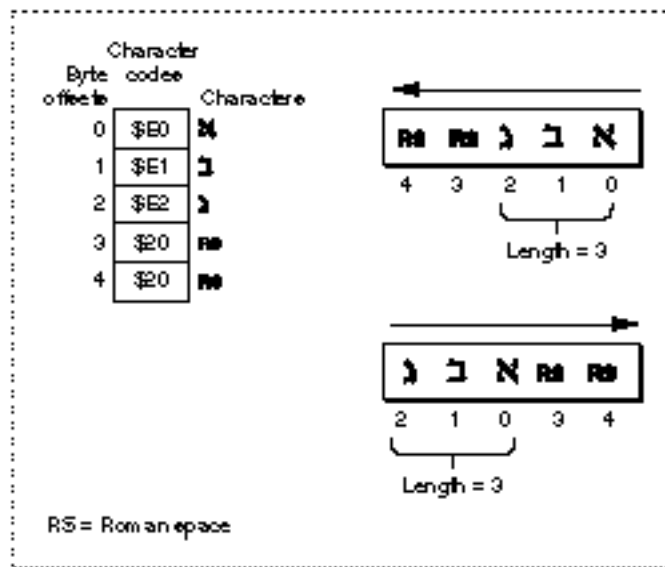 Character
Byte codes
offsets Characters
0 $E0 א
1 $E1 ב
2 $E2 נ
3 $20 RS
4 $20 RS
RS RS נ ב א
4 3 2 1 0
Length = 3
נ ב א RS RS
2 1 0 3 4
Length = 3
RS = Roman space